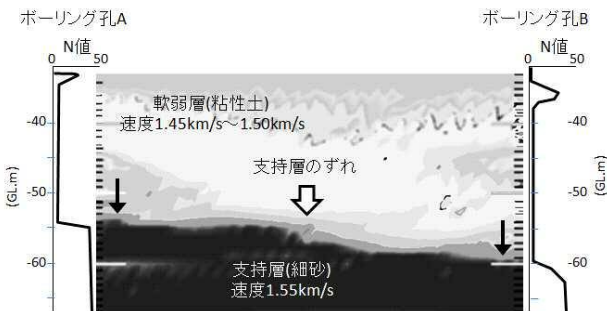 ボーリング孔A
ボーリング孔B
N値
0 50
N値
0 50
軟弱層(粘性土)
速度1.45km/s～1.50km/s
-40
-40
支持層のずれ
{GL.m}
-50
-50
{GL.m}
-60
-60
支持層(細砂)
速度1.55km/s